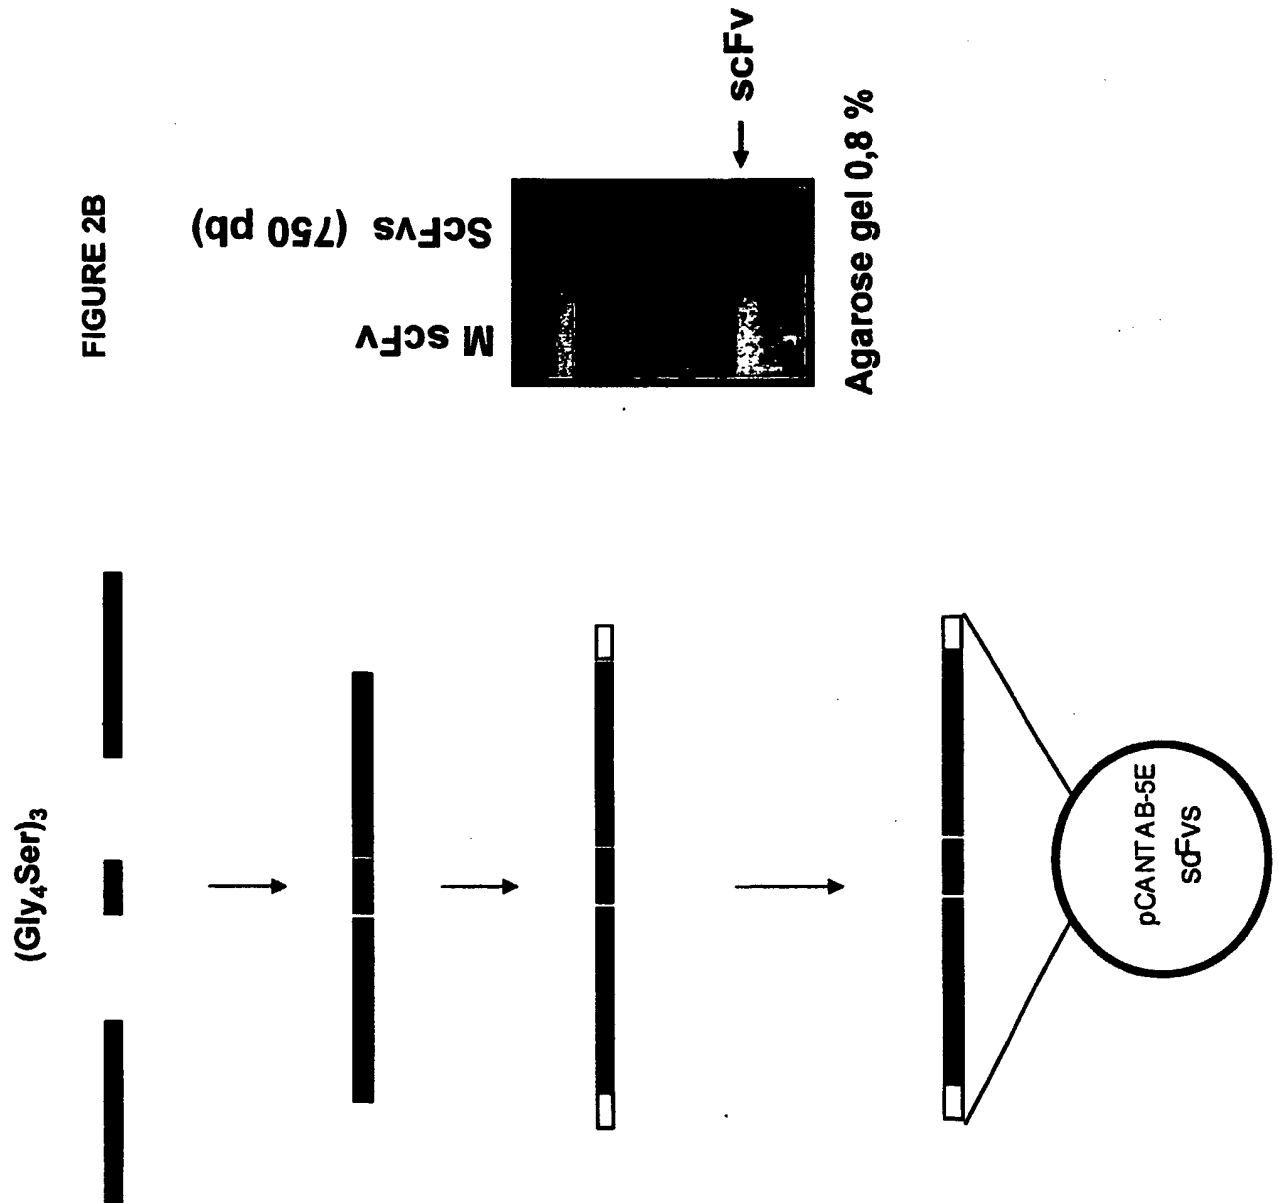 FIGURE 2B
(Gly₄Ser)₃
ScFvs (750 pb)
M scFv
scFv
Agarose gel 0,8 %
pCANTAB-5E
scFvs